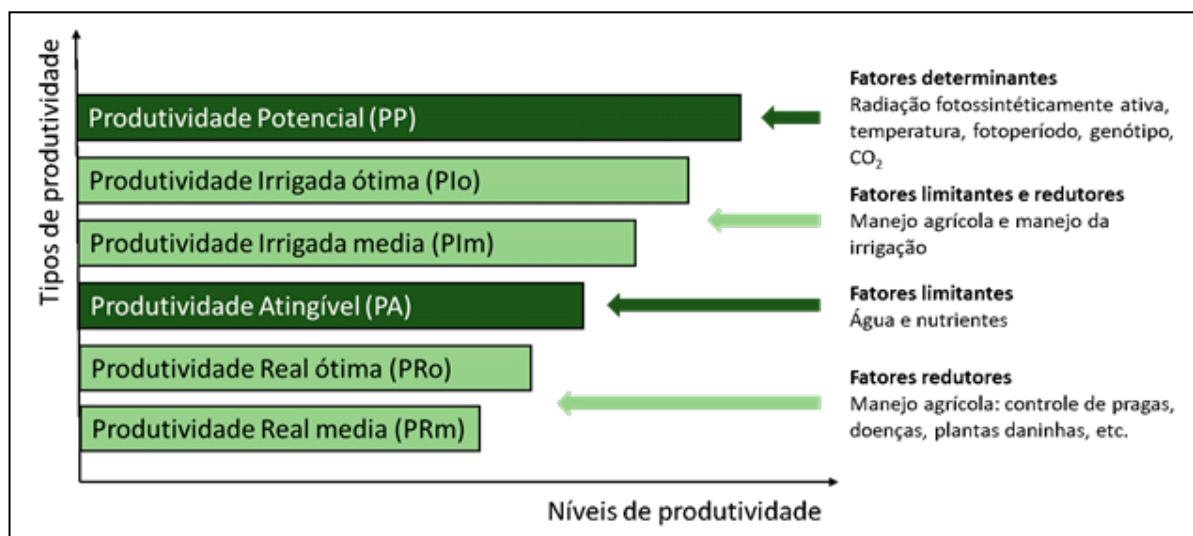 Tipos de produtividade
Produtividade Potencial (PP)
Produtividade Irrigada ótima (PIo)
Produtividade Irrigada media (PIm)
Produtividade Atingível (PA)
Produtividade Real ótima (PRo)
Produtividade Real media (PRm)
Níveis de produtividade
Fatores determinantes
Radiação fotossintéticamente ativa,
temperatura, fotoperíodo, genótipo,
CO₂
Fatores limitantes e redutores
Manejo agrícola e manejo da
irrigação
Fatores limitantes
Água e nutrientes
Fatores redutores
Manejo agrícola: controle de pragas,
doenças, plantas daninhas, etc.